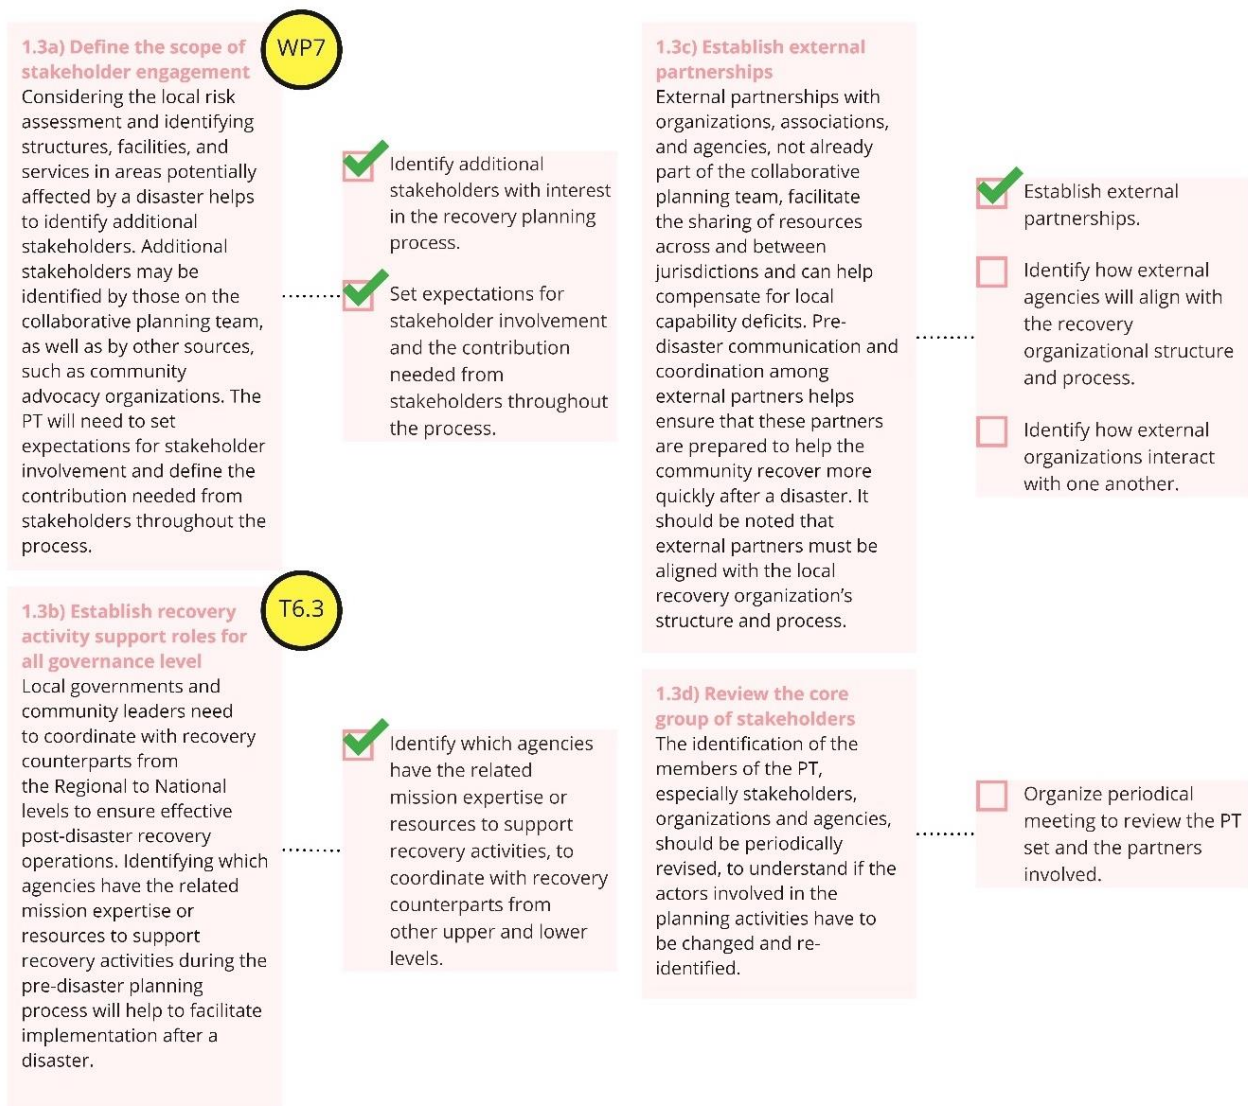 1.3a) Define the scope of
stakeholder engagement
WP7
Considering the local risk
assessment and identifying
structures, facilities, and
services in areas potentially
affected by a disaster helps
to identify additional
stakeholders. Additional
stakeholders may be
identified by those on the
collaborative planning team,
as well as by other sources,
such as community
advocacy organizations. The
PT will need to set
expectations for stakeholder
involvement and define the
contribution needed from
stakeholders throughout the
process.
Identify additional
stakeholders with interest
in the recovery planning
process.
Set expectations for
stakeholder involvement
and the contribution
needed from
stakeholders throughout
the process.
1.3b) Establish recovery
activity support roles for
all governance level
T6.3
Local governments and
community leaders need
to coordinate with recovery
counterparts from
the Regional to National
levels to ensure effective
post-disaster recovery
operations. Identifying which
agencies have the related
mission expertise or
resources to support
recovery activities during the
pre-disaster planning
process will help to facilitate
implementation after a
disaster.
Identify which agencies
have the related
mission expertise or
resources to support
recovery activities, to
coordinate with recovery
counterparts from
other upper and lower
levels.
1.3c) Establish external
partnerships
External partnerships with
organizations, associations,
and agencies, not already
part of the collaborative
planning team, facilitate
the sharing of resources
across and between
jurisdictions and can help
compensate for local
capability deficits. Pre-
disaster communication and
coordination among
external partners helps
ensure that these partners
are prepared to help the
community recover more
quickly after a disaster. It
should be noted that
external partners must be
aligned with the local
recovery organization's
structure and process.
Establish external
partnerships.
Identify how external
agencies will align with
the recovery
organizational structure
and process.
Identify how external
organizations interact
with one another.
1.3d) Review the core
group of stakeholders
The identification of the
members of the PT,
especially stakeholders,
organizations and agencies,
should be periodically
revised, to understand if the
actors involved in the
planning activities have to
be changed and re-
identified.
Organize periodical
meeting to review the PT
set and the partners
involved.